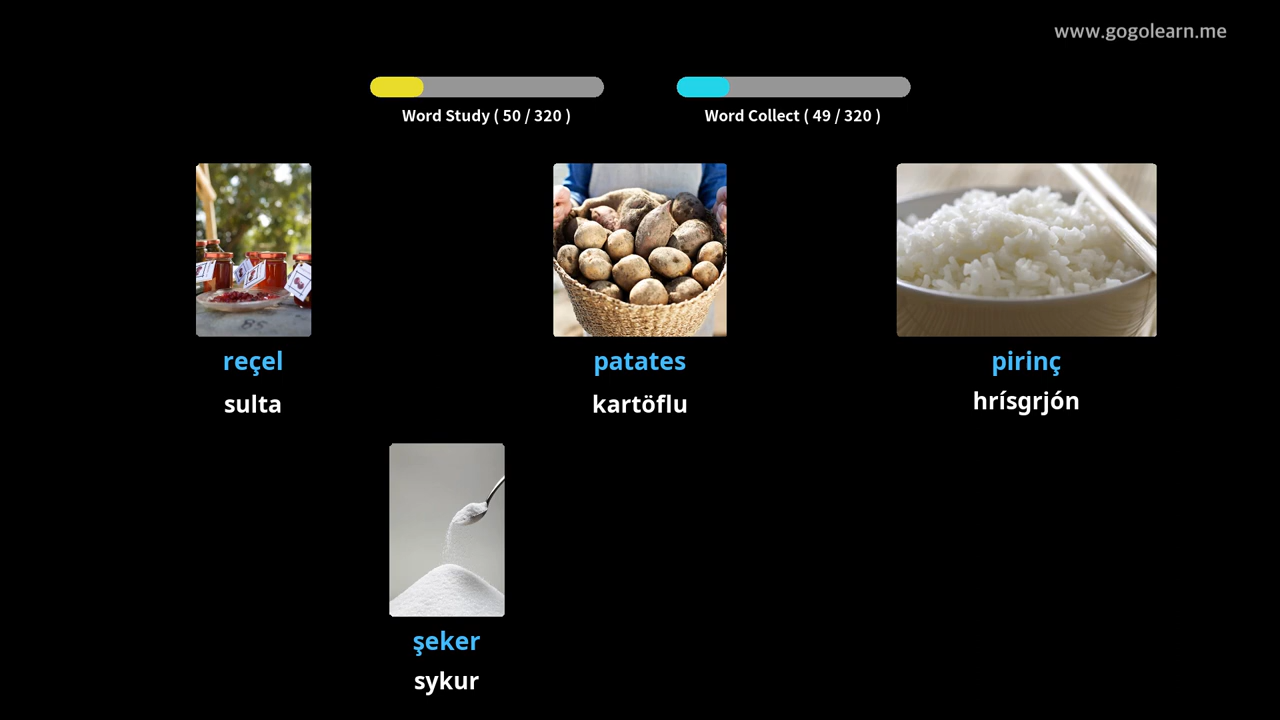 www.gogolearn.me
Word Study ( 50 / 320 )
Word Collect ( 49 / 320 )
reçel
patates
pirinç
sulta
kartöflu
hrísgrjón
şeker
sykur